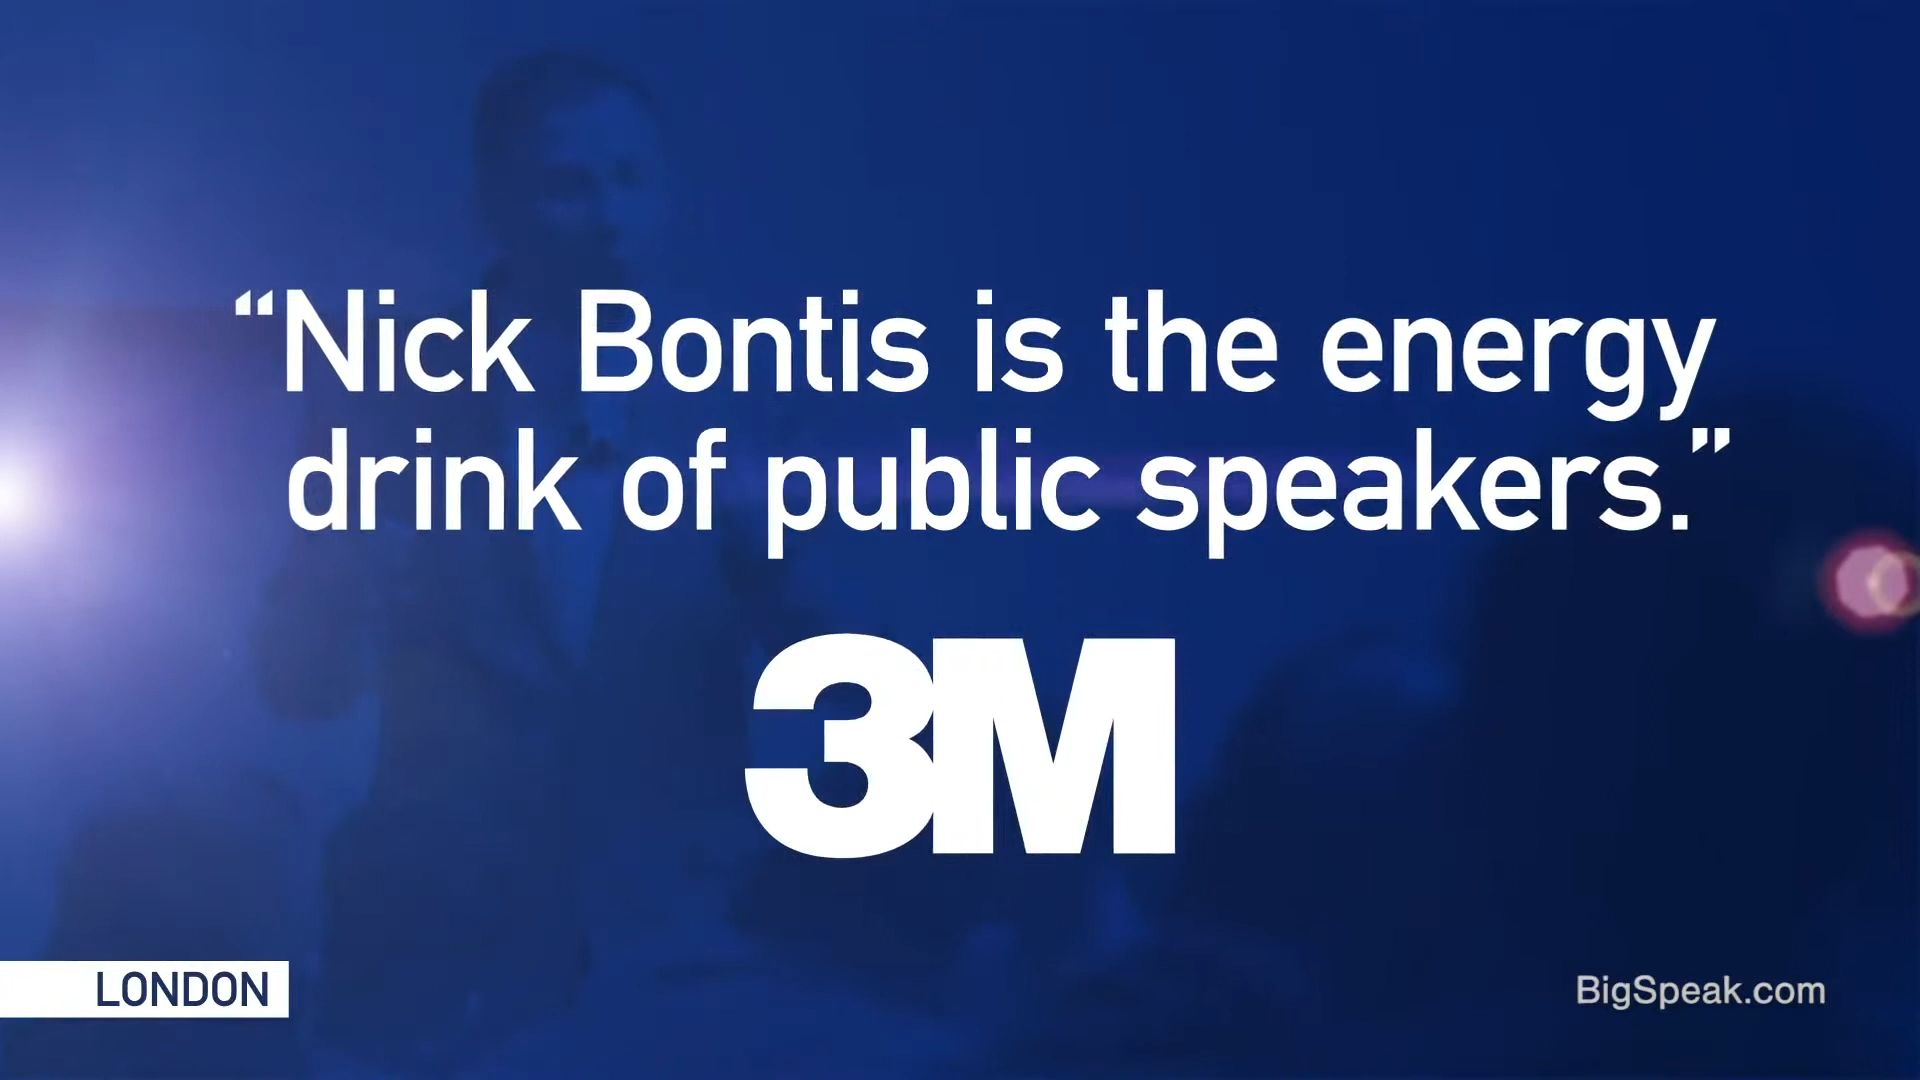 “Nick Bontis is the energy
drink of public speakers.”
3M
LONDON
BigSpeak.com